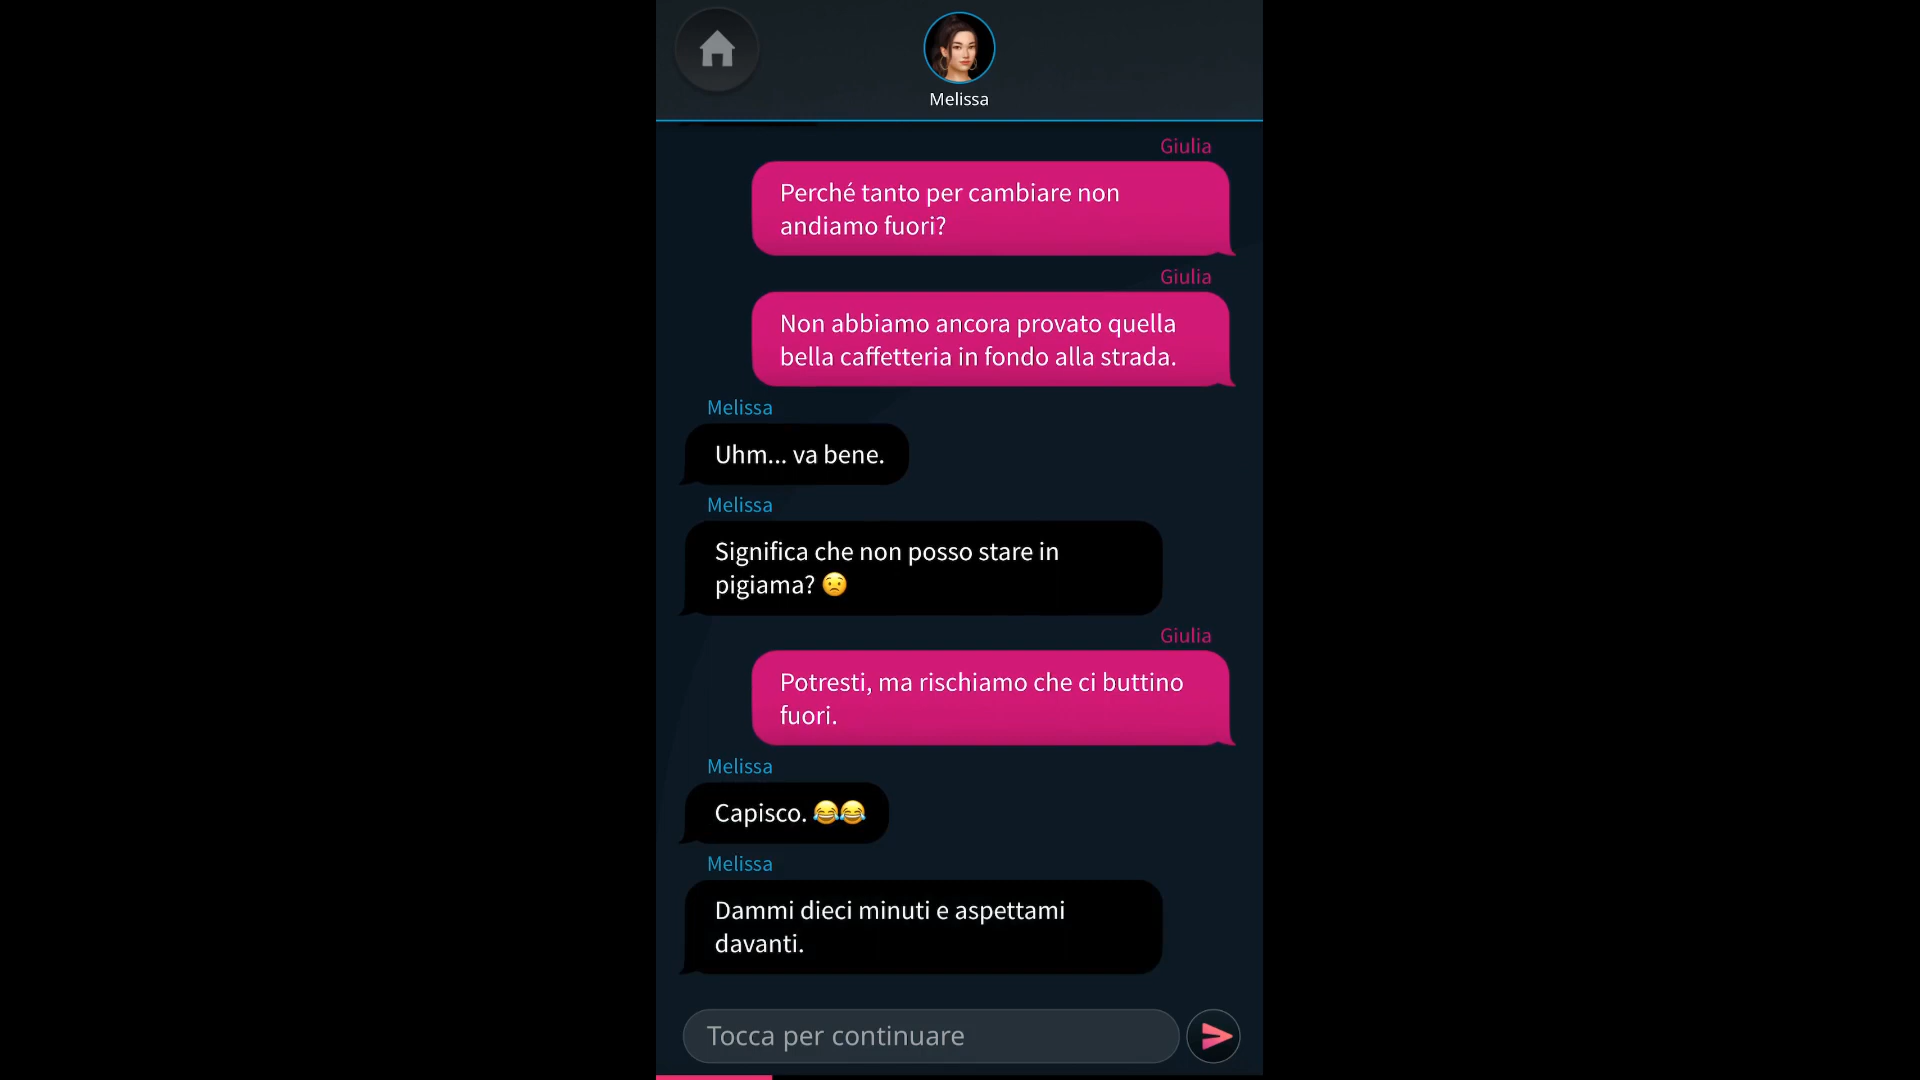 Melissa
Giulia
Perché tanto per cambiare non
andiamo fuori?
Giulia
Non abbiamo ancora provato quella
bella caffetteria in fondo alla strada.
Melissa
Uhm... va bene.
Melissa
Significa che non posso stare in
pigiama? 😟
Giulia
Potresti, ma rischiamo che ci buttino
fuori.
Melissa
Capisco. 😂😂
Melissa
Dammi dieci minuti e aspettami
davanti.
Tocca per continuare